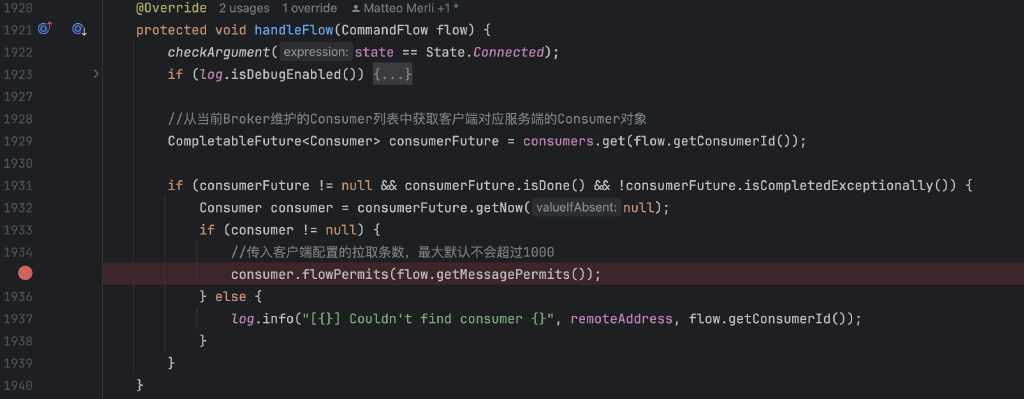 1920 @Override 2 usages 1 override Matteo Merli +1 *
1921 protected void handleFlow(CommandFlow flow) {
1922 checkArgument( expression: state == State.Connected);
1923 if (log.isDebugEnabled()) {...}
1927
1928 //从当前Broker维护的Consumer列表中获取客户端对应服务端的Consumer对象
1929 CompletableFuture<Consumer> consumerFuture = consumers.get(flow.getConsumerId());
1930
1931 if (consumerFuture != null && consumerFuture.isDone() && !consumerFuture.isCompletedExceptionally()) {
1932 Consumer consumer = consumerFuture.getNow( valueIfAbsent: null);
1933 if (consumer != null) {
1934 //传入客户端配置的拉取条数，最大默认不会超过1000
consumer.flowPermits(flow.getMessagePermits());
1936 } else {
1937 log.info("[{}] Couldn't find consumer {}", remoteAddress, flow.getConsumerId());
1938 }
1939 }
1940 }